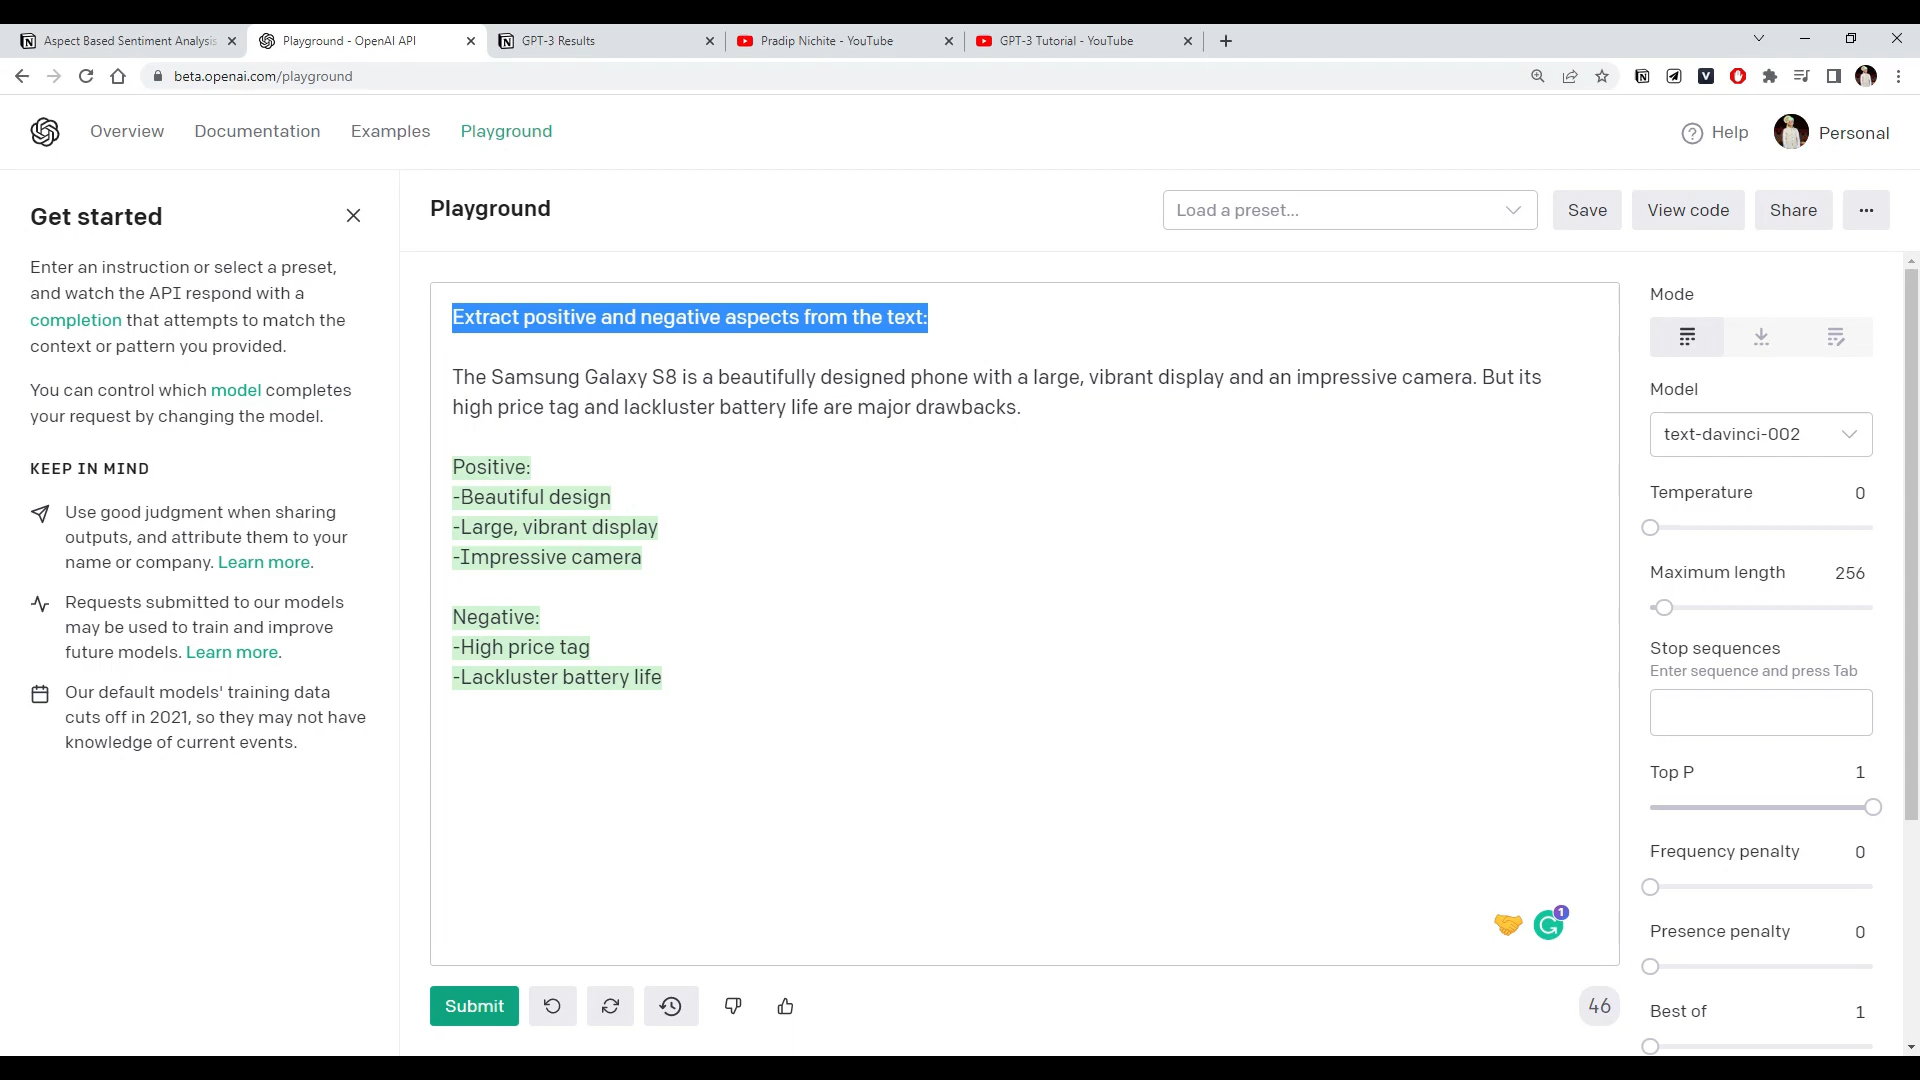 Aspect Based Sentiment Analysis
Playground - OpenAI API
GPT-3 Results
Pradip Nichite - YouTube
GPT-3 Tutorial - YouTube
beta.openai.com/playground
Overview
Documentation
Examples
Playground
Help
Personal
Get started
Enter an instruction or select a preset,
and watch the API respond with a
completion that attempts to match the
context or pattern you provided.
You can control which model completes
your request by changing the model.
KEEP IN MIND
Use good judgment when sharing
outputs, and attribute them to your
name or company. Learn more.
Requests submitted to our models
may be used to train and improve
future models. Learn more.
Our default models' training data
cuts off in 2021, so they may not have
knowledge of current events.
Playground
Load a preset...
Save
View code
Share
Extract positive and negative aspects from the text:
The Samsung Galaxy S8 is a beautifully designed phone with a large, vibrant display and an impressive camera. But its
high price tag and lackluster battery life are major drawbacks.
Positive:
-Beautiful design
-Large, vibrant display
-Impressive camera
Negative:
-High price tag
-Lackluster battery life
1
Submit
46
Mode
Model
text-davinci-002
Temperature 0
Maximum length 256
Stop sequences
Enter sequence and press Tab
Top P 1
Frequency penalty 0
Presence penalty 0
Best of 1